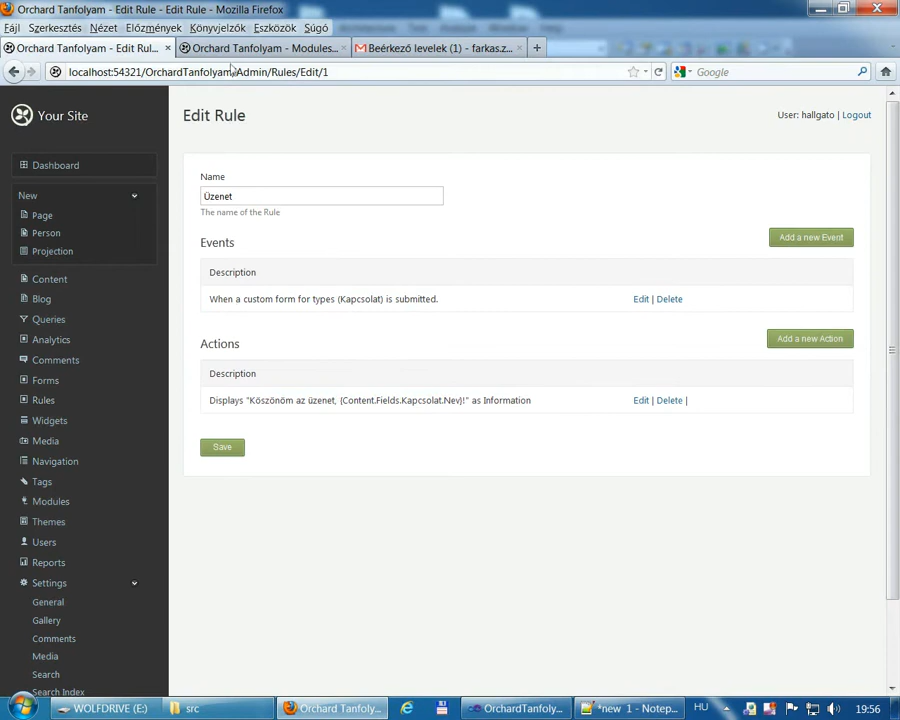 Orchard Tanfolyam - Edit Rule - Edit Rule - Mozilla Firefox
Fájl Szerkesztés Nézet Előzmények Könyvjelzők Eszközök Súgó
Orchard Tanfolyam - Edit Rul... × Orchard Tanfolyam - Modules... × Beérkező levelek (1) - farkas.z... × +
localhost:54321/OrchardTanfolyam/Admin/Rules/Edit/1 Google
Your Site
Edit Rule
User: hallgato | Logout
Dashboard
New
Page
Person
Projection
Content
Blog
Queries
Analytics
Comments
Forms
Rules
Widgets
Media
Navigation
Tags
Modules
Themes
Users
Reports
Settings
General
Gallery
Comments
Media
Search
Search Index
Name
Üzenet
The name of the Rule
Events
Add a new Event
Description
When a custom form for types (Kapcsolat) is submitted.
Edit | Delete
Actions
Add a new Action
Description
Displays "Köszönöm az üzenet, {Content.Fields.Kapcsolat.Nev}!" as Information
Edit | Delete |
Save
WOLFDRIVE (E:) src Orchard Tanfolyam... OrchardTanfolyam... *new 1 - Notep... HU 19:56